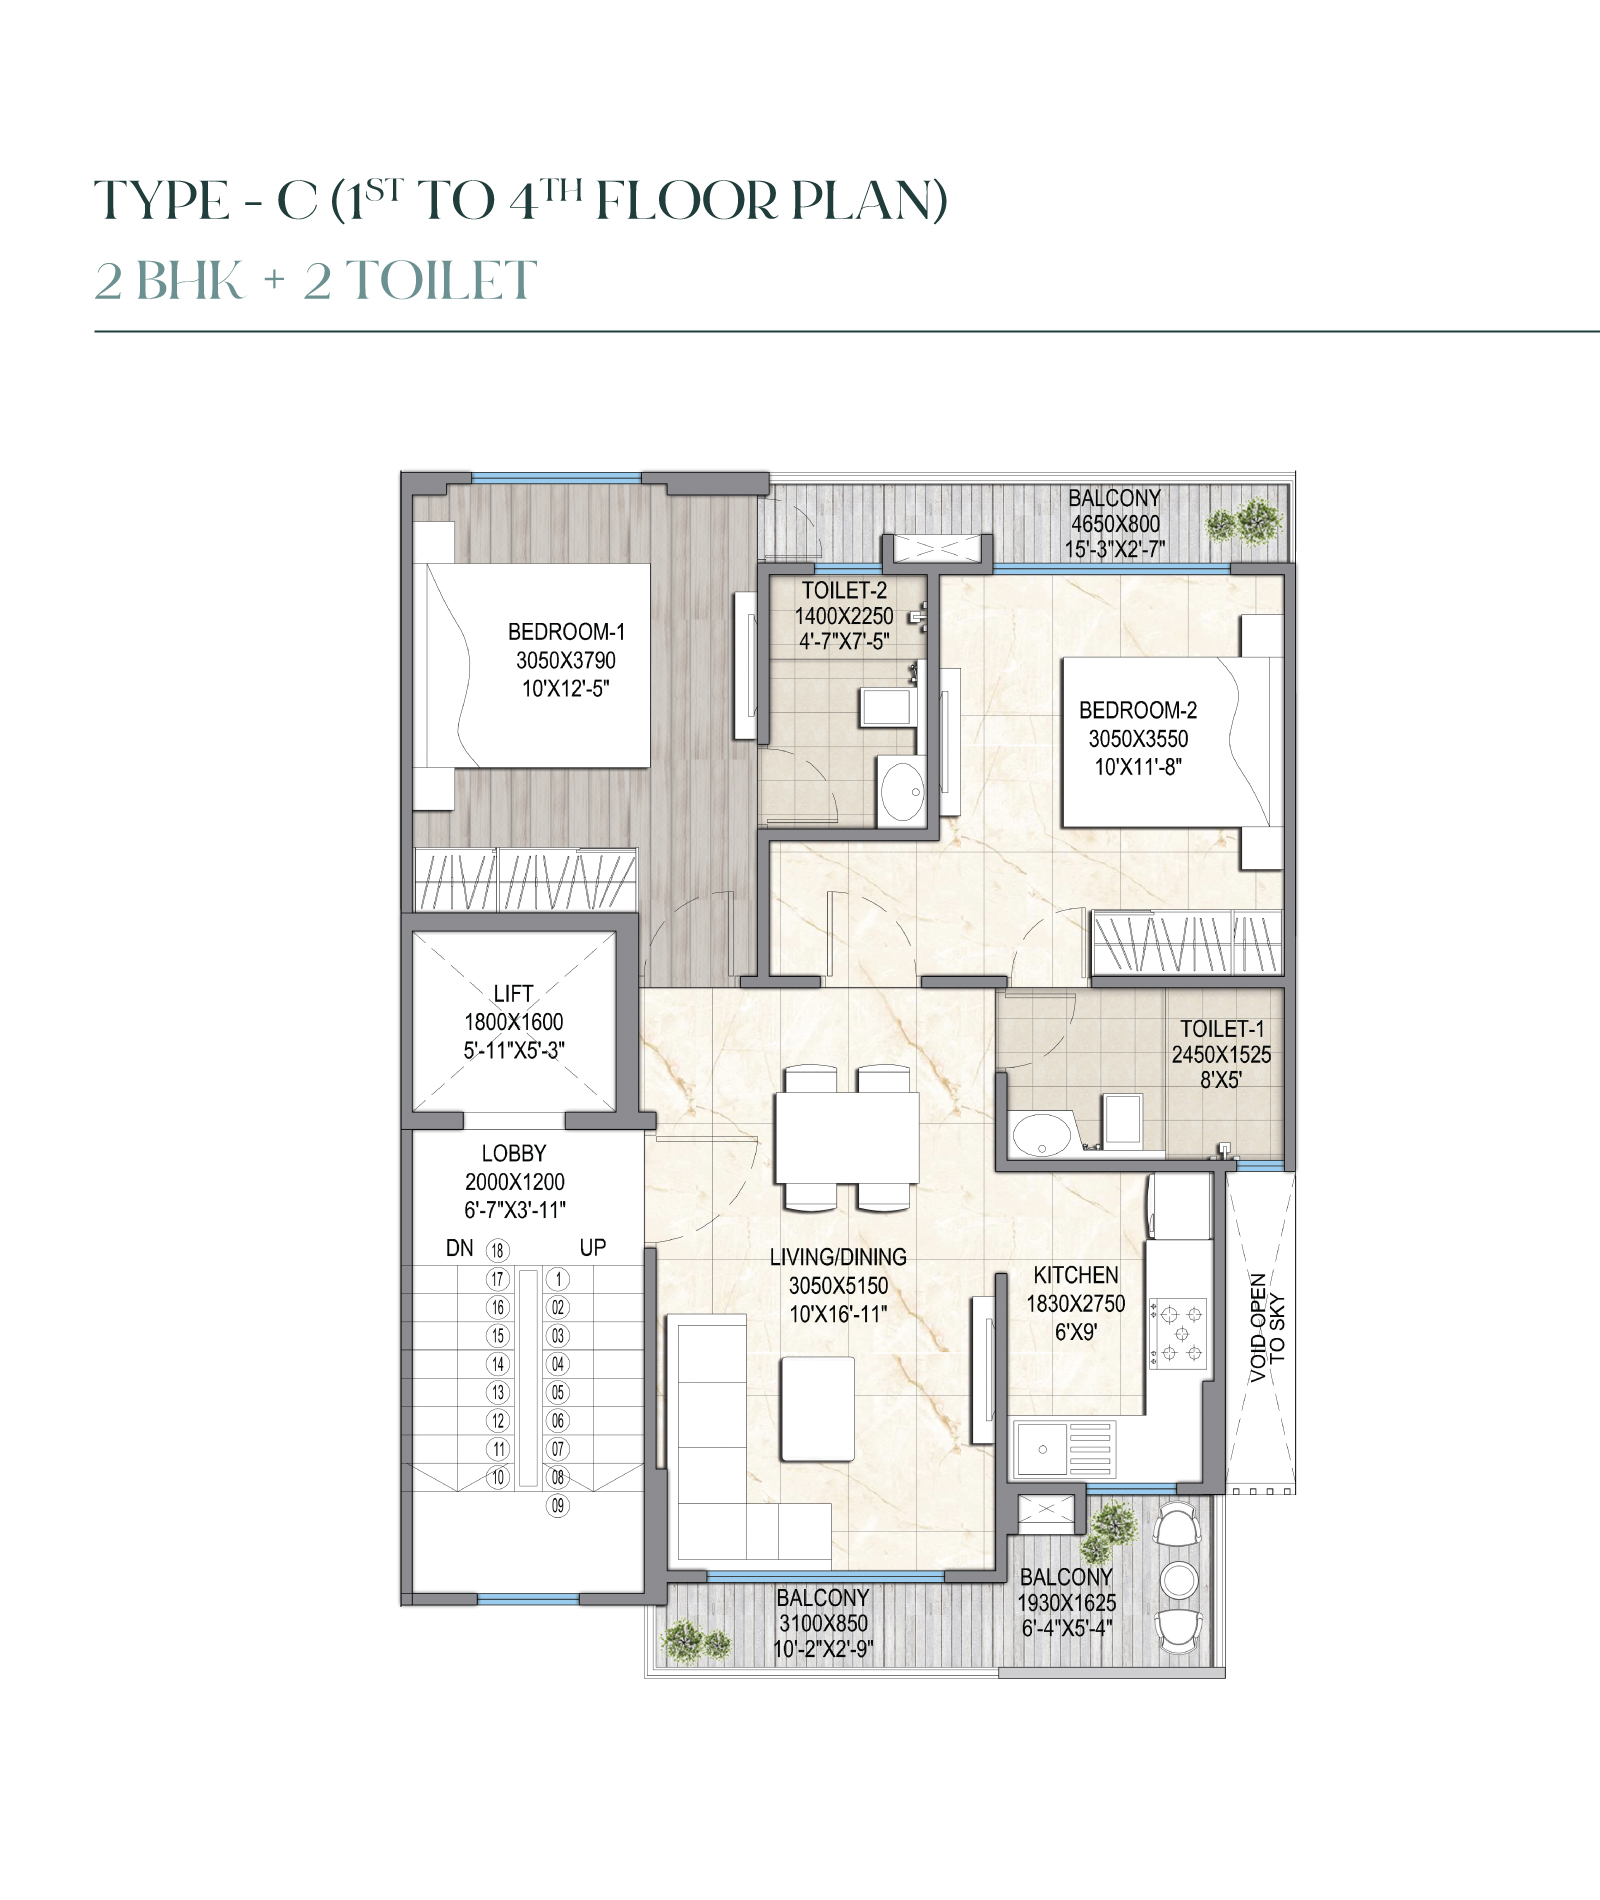 TYPE - C (1ST TO 4TH FLOOR PLAN)
2 BHK + 2 TOILET
BALCONY
4650X800
15'-3"X2'-7"
TOILET-2
1400X2250
4'-7"X7'-5"
BEDROOM-1
3050X3790
10'X12'-5"
BEDROOM-2
3050X3550
10'X11'-8"
LIFT
1800X1600
5'-11"X5'-3"
TOILET-1
2450X1525
8'X5'
LOBBY
2000X1200
6'-7"X3'-11"
DN
18
UP
17
1
16
02
15
03
14
04
13
05
12
06
11
07
10
08
09
LIVING/DINING
3050X5150
10'X16'-11"
KITCHEN
1830X2750
6'X9'
VOID OPEN
TO SKY
BALCONY
3100X850
10'-2"X2'-9"
BALCONY
1930X1625
6'-4"X5'-4"